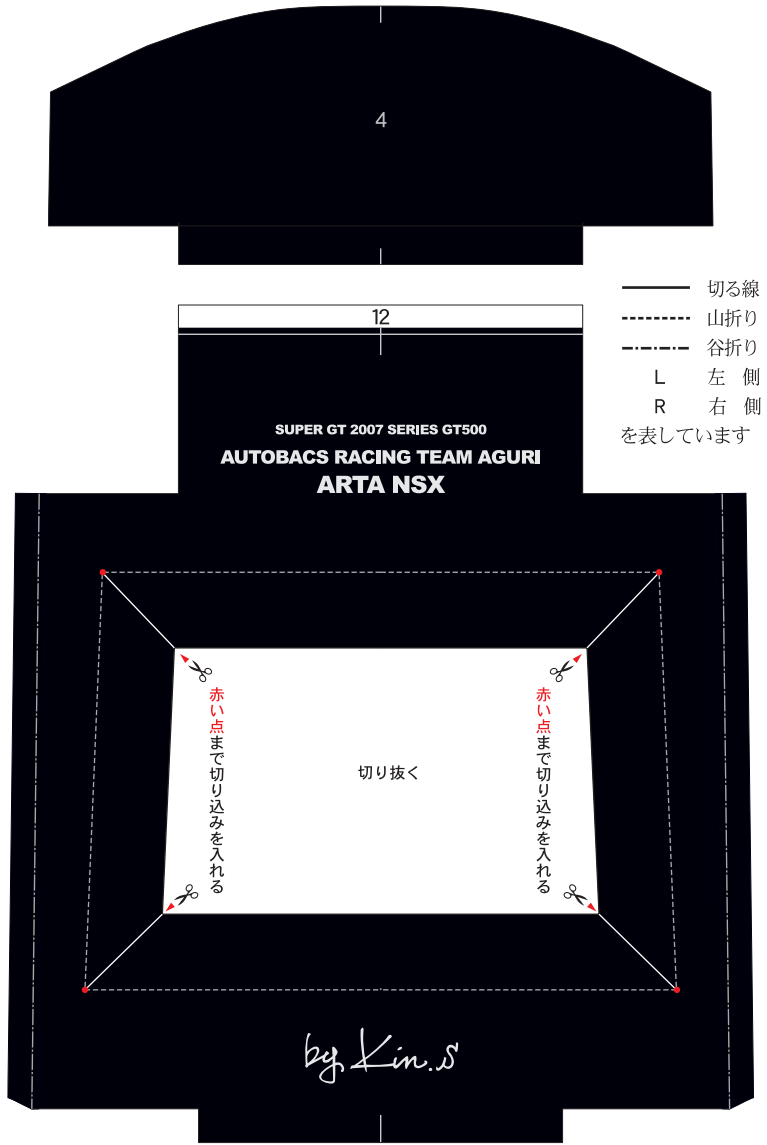 4
切る線
山折り
谷折り
L 左 側
R 右 側
を表しています
12
SUPER GT 2007 SERIES GT500
AUTOBACS RACING TEAM AGURI
ARTA NSX
赤い点まで切り込みを入れる
赤い点まで切り込みを入れる
切り抜く
by Kin.S